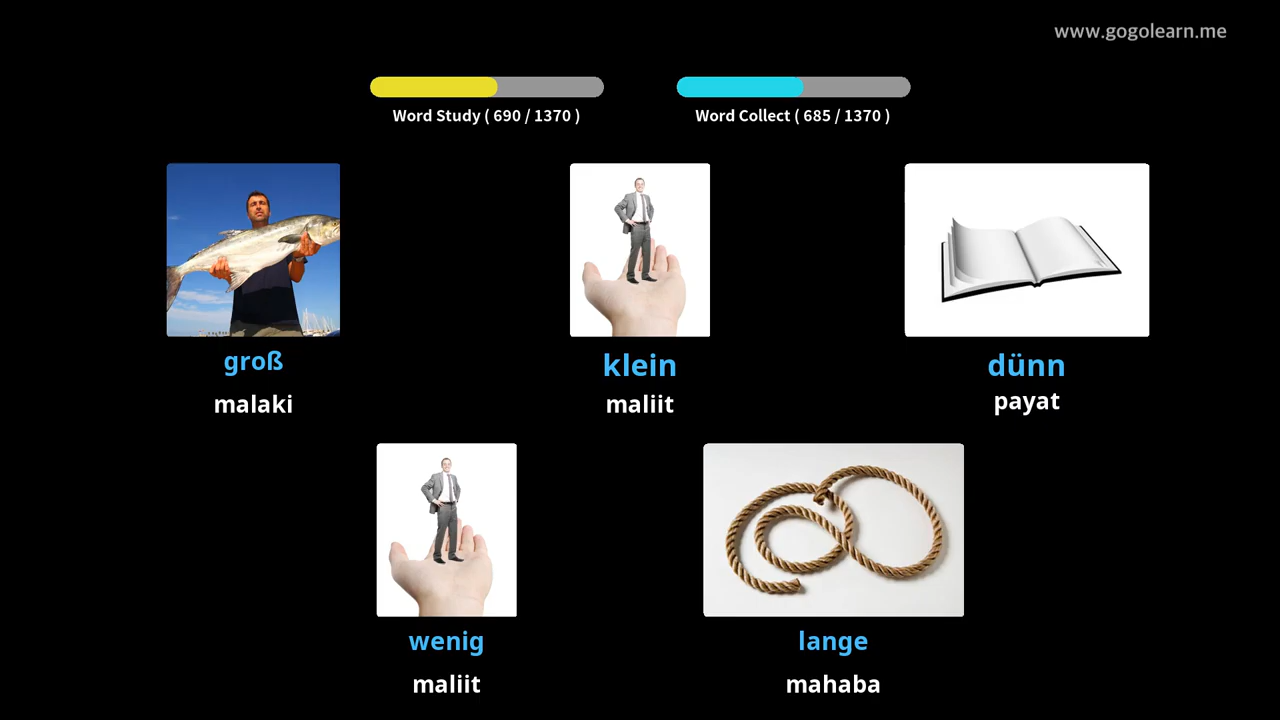 www.gogolearn.me
Word Study ( 690 / 1370 )
Word Collect ( 685 / 1370 )
groß
klein
dünn
malaki
maliit
payat
wenig
lange
maliit
mahaba